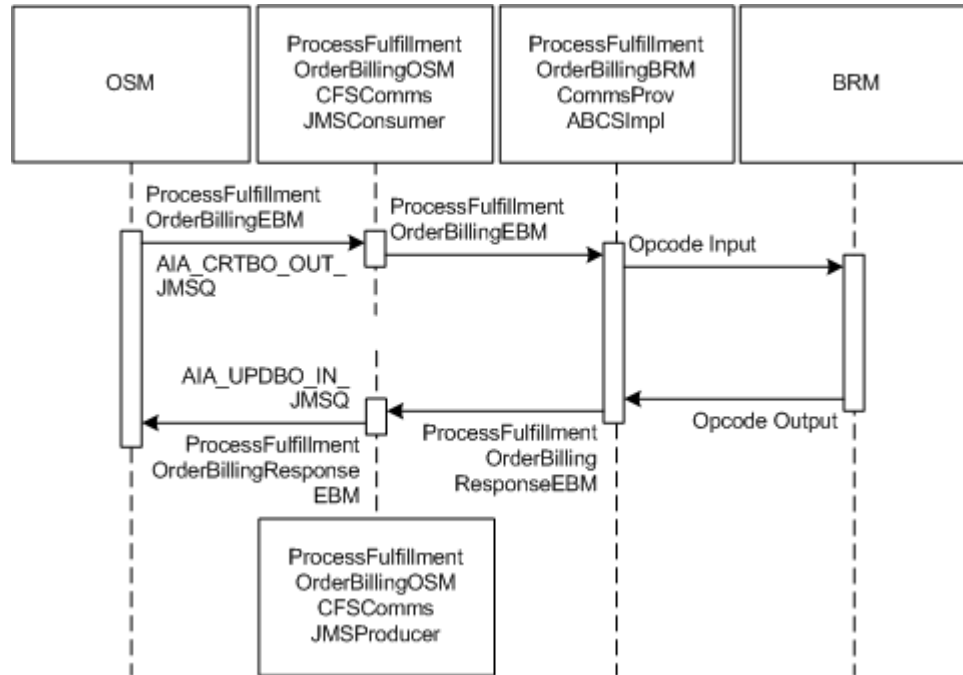 OSM
ProcessFulfillment
OrderBillingOSM
CFSComms
JMSConsumer
ProcessFulfillment
OrderBillingBRM
CommsProv
ABCSImpl
BRM
ProcessFulfillment
OrderBillingEBM
AIA_CRTBO_OUT_
JMSQ
ProcessFulfillment
OrderBillingEBM
Opcode Input
AIA_UPDBO_IN_
JMSQ
ProcessFulfillment
OrderBillingResponse
EBM
ProcessFulfillment
OrderBilling
ResponseEBM
Opcode Output
ProcessFulfillment
OrderBillingOSM
CFSComms
JMSProducer